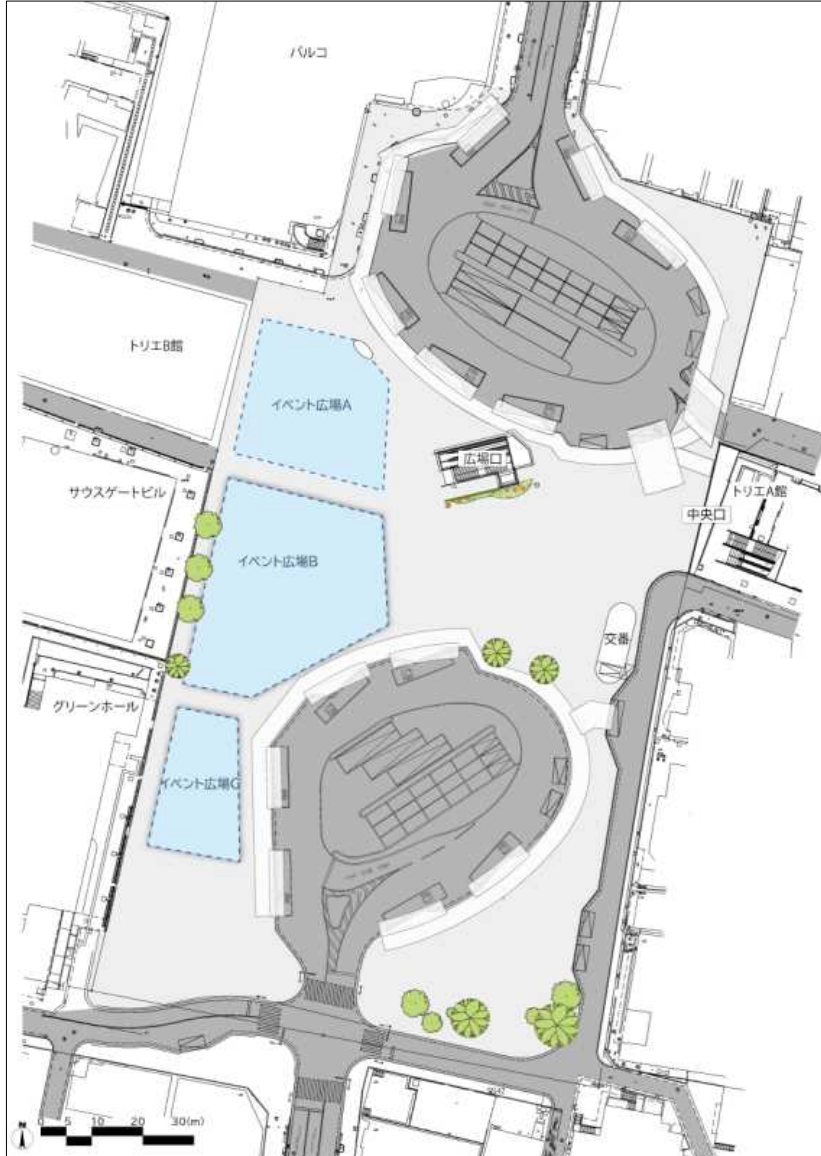 パルコ
トリエB館
イベント広場A
広場口
トリエA館
サウスゲートビル
中央口
イベント広場B
交番
グリーンホール
イベント広場C
N
0 5 10 20 30(m)